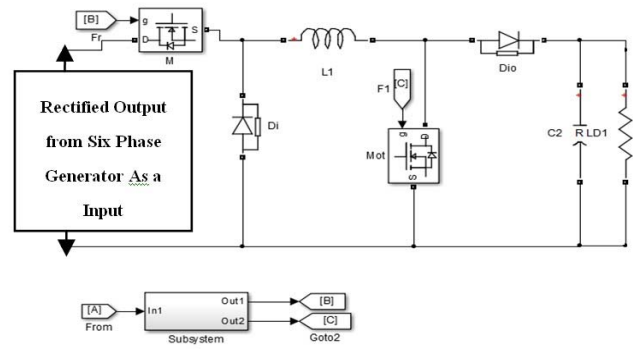 [B]
Fr
g
D
S
M
L1
Dio
Rectified Output
from Six Phase
Generator As a
Input
Di
F1
[C]
g
D
S
Mot
C2
R LD1
[A]
From
In1
Out1
Out2
Subsystem
[B]
[C]
Goto2